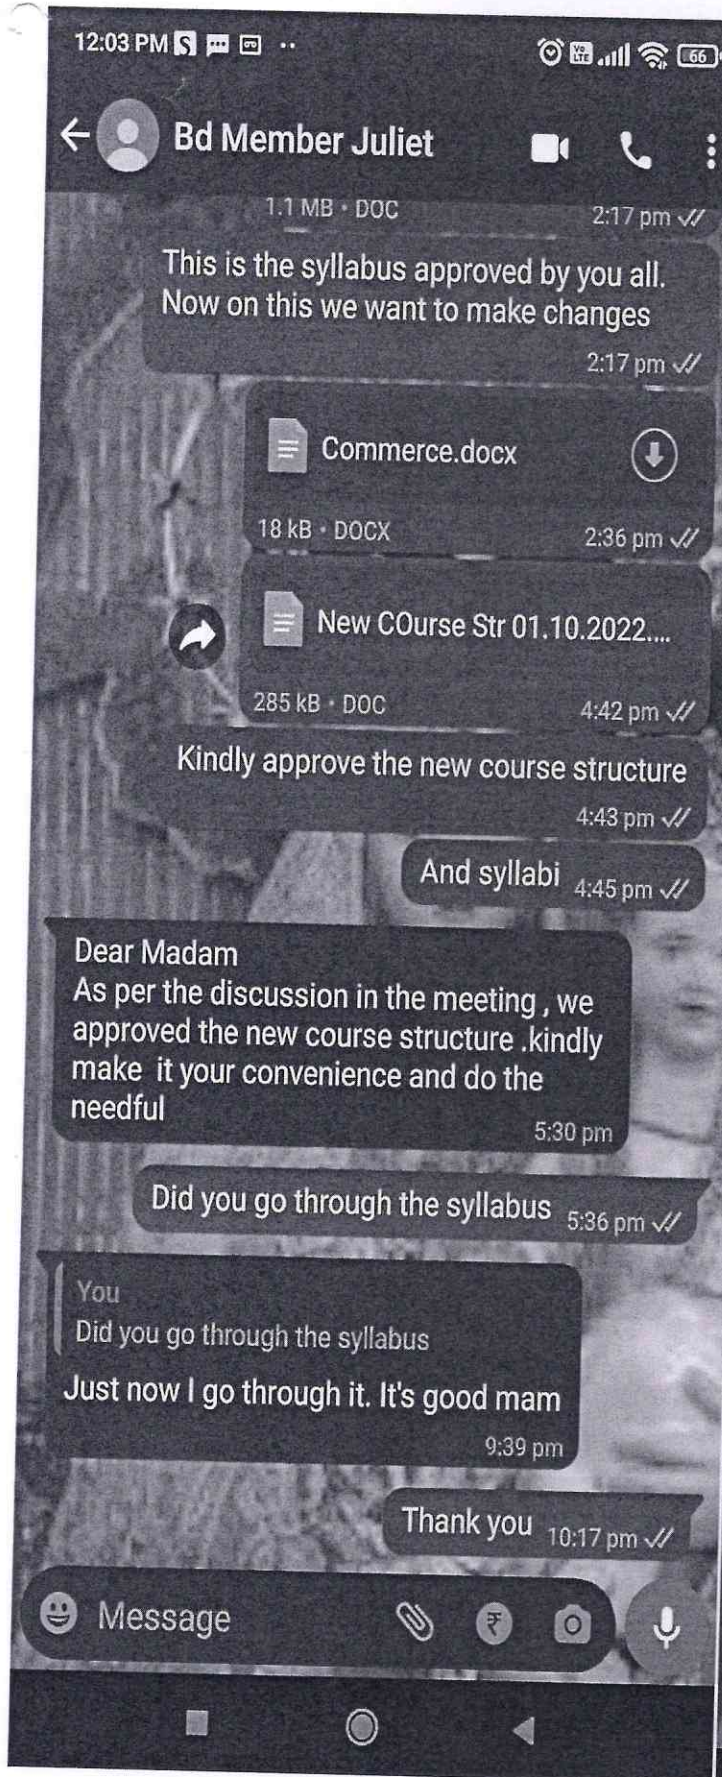 12:03 PM
Vo LTE
66
Bd Member Juliet
1.1 MB • DOC
2:17 pm
This is the syllabus approved by you all.
Now on this we want to make changes
2:17 pm
Commerce.docx
18 kB • DOCX
2:36 pm
New COurse Str 01.10.2022....
285 kB • DOC
4:42 pm
Kindly approve the new course structure
4:43 pm
And syllabi 4:45 pm
Dear Madam
As per the discussion in the meeting , we
approved the new course structure .kindly
make it your convenience and do the
needful
5:30 pm
Did you go through the syllabus 5:36 pm
You
Did you go through the syllabus
Just now I go through it. It's good mam
9:39 pm
Thank you 10:17 pm
Message
₹